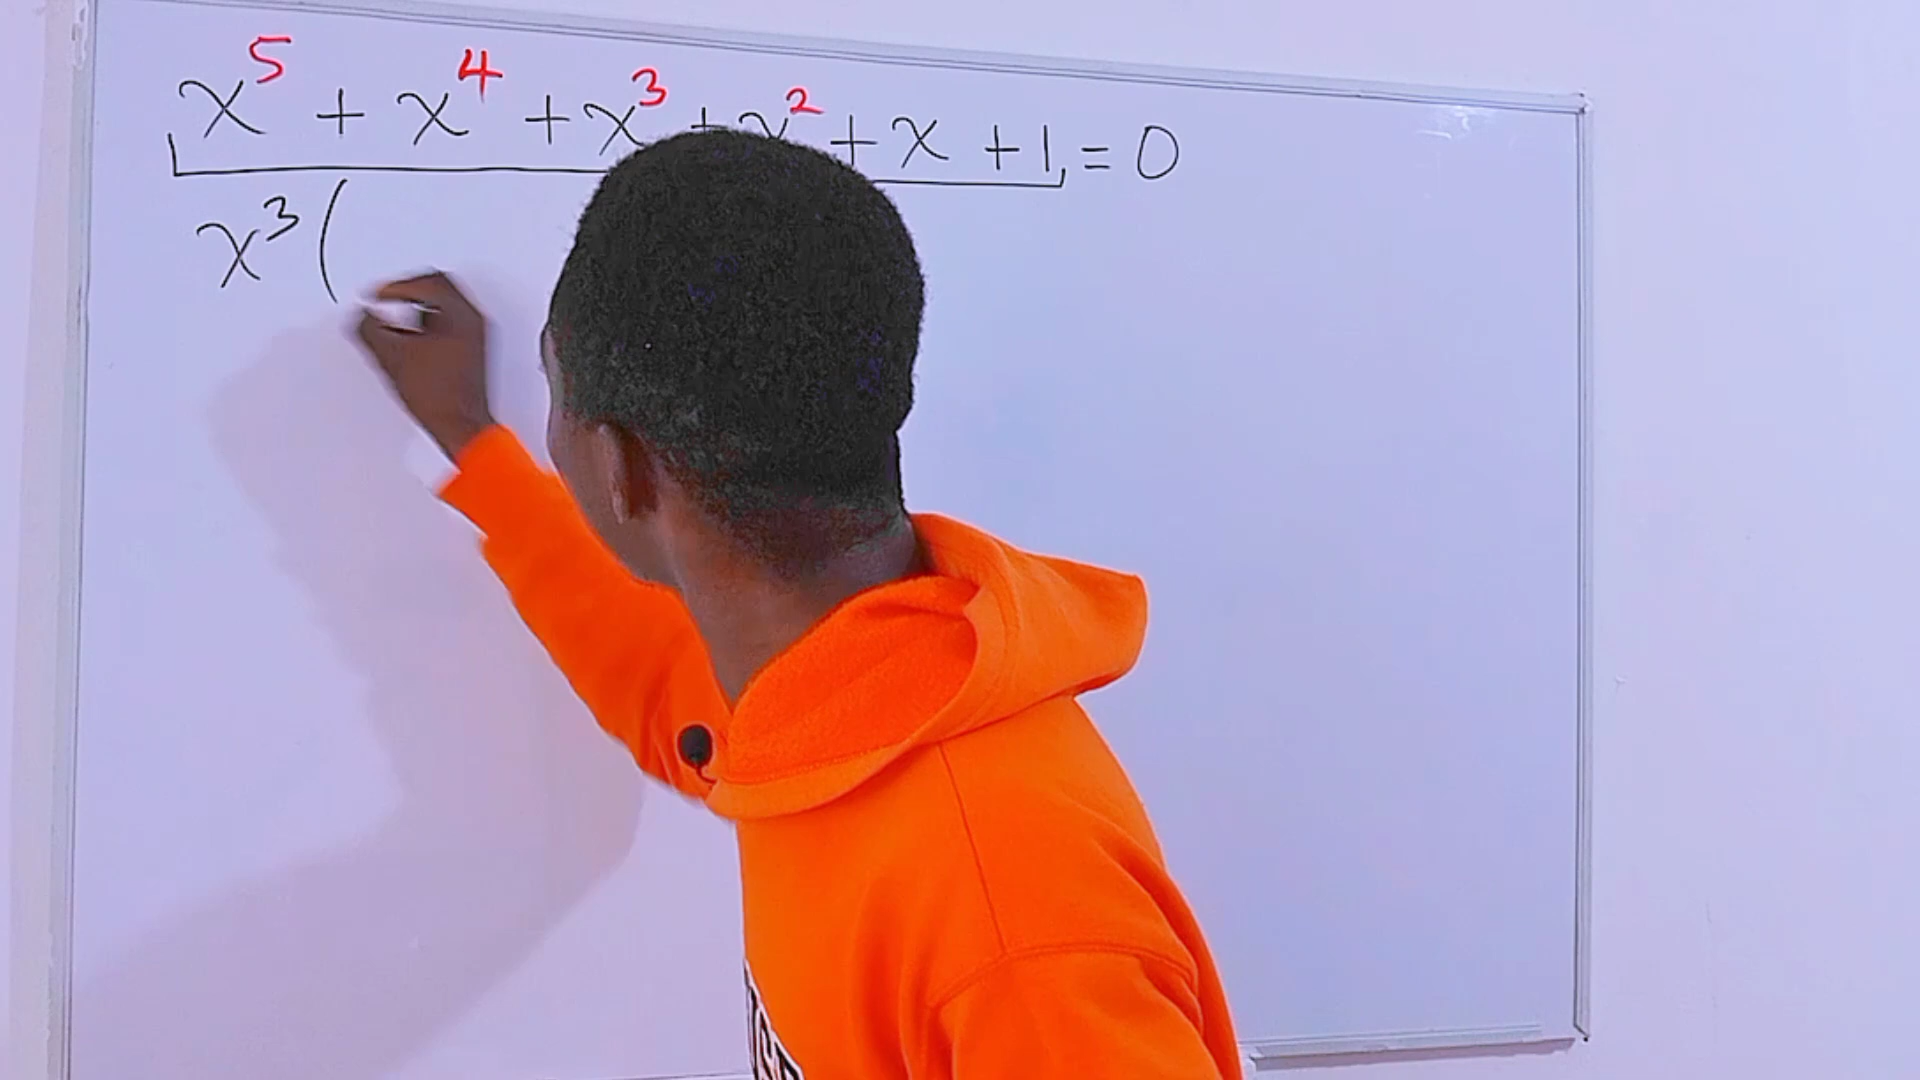 x⁵ + x⁴ + x³ + x² + x + 1 = 0
x³ (